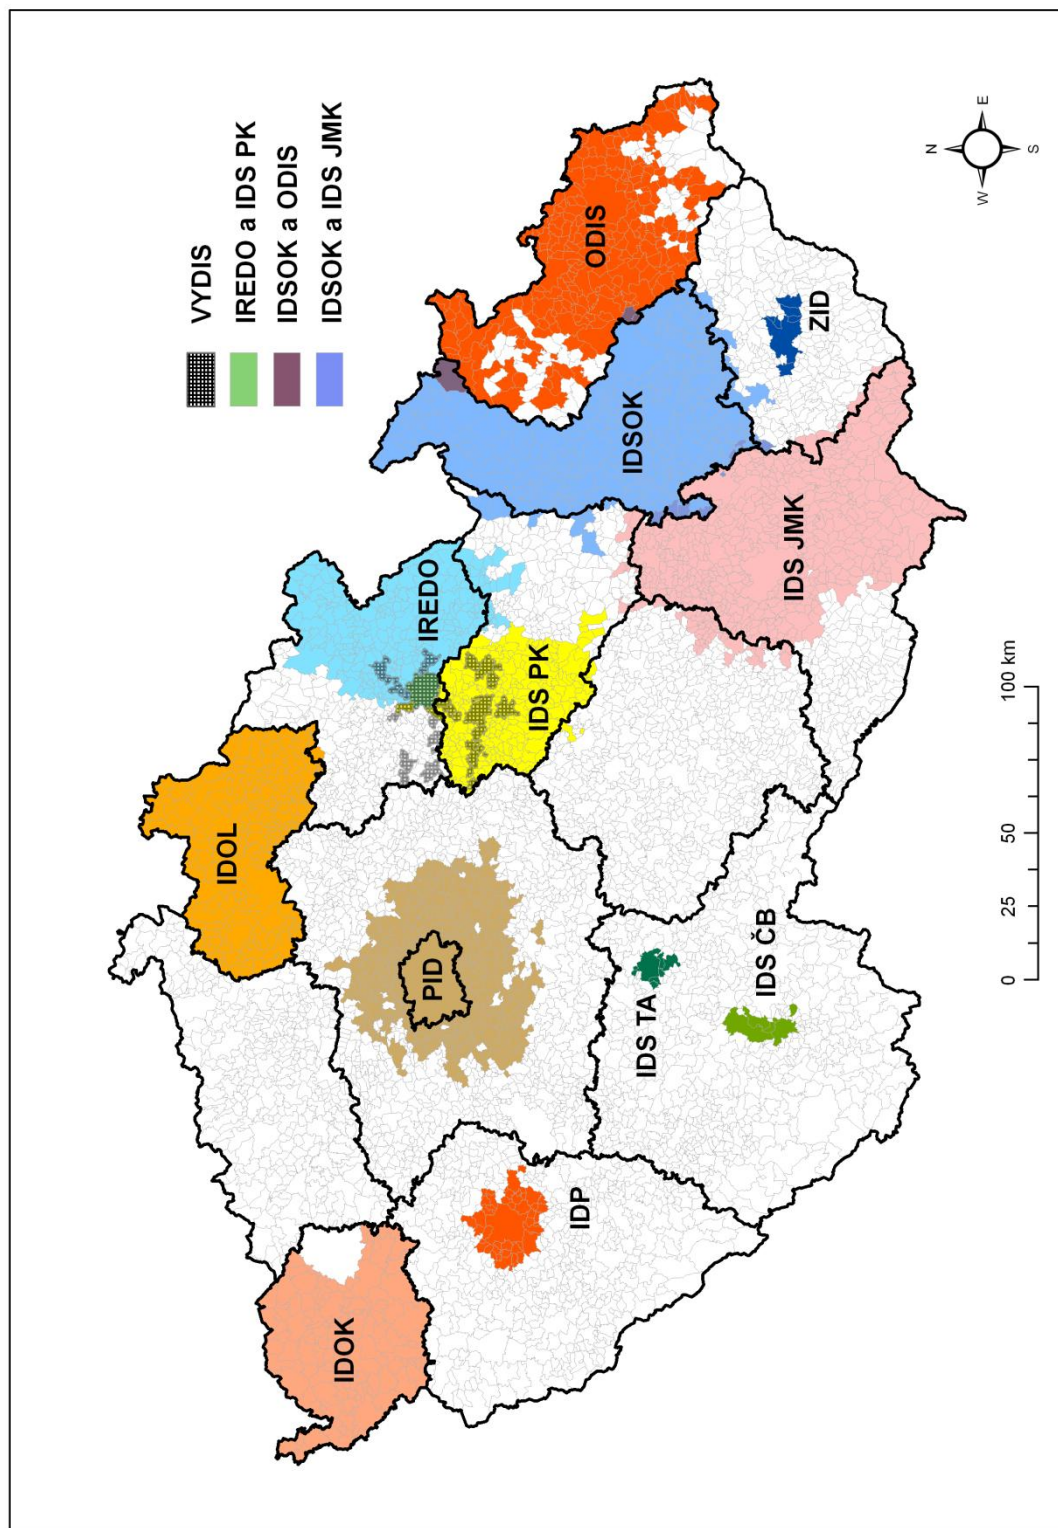 VYDIS
IREDO a IDS PK
IDSOK a ODIS
IDSOK a IDS JMK
N
E
S
W
ODIS
IDSOK
ZID
IREDO
IDS PK
IDS JMK
IDOL
PID
IDS TA
IDS ČB
IDOK
IDP
0 25 50 100 km